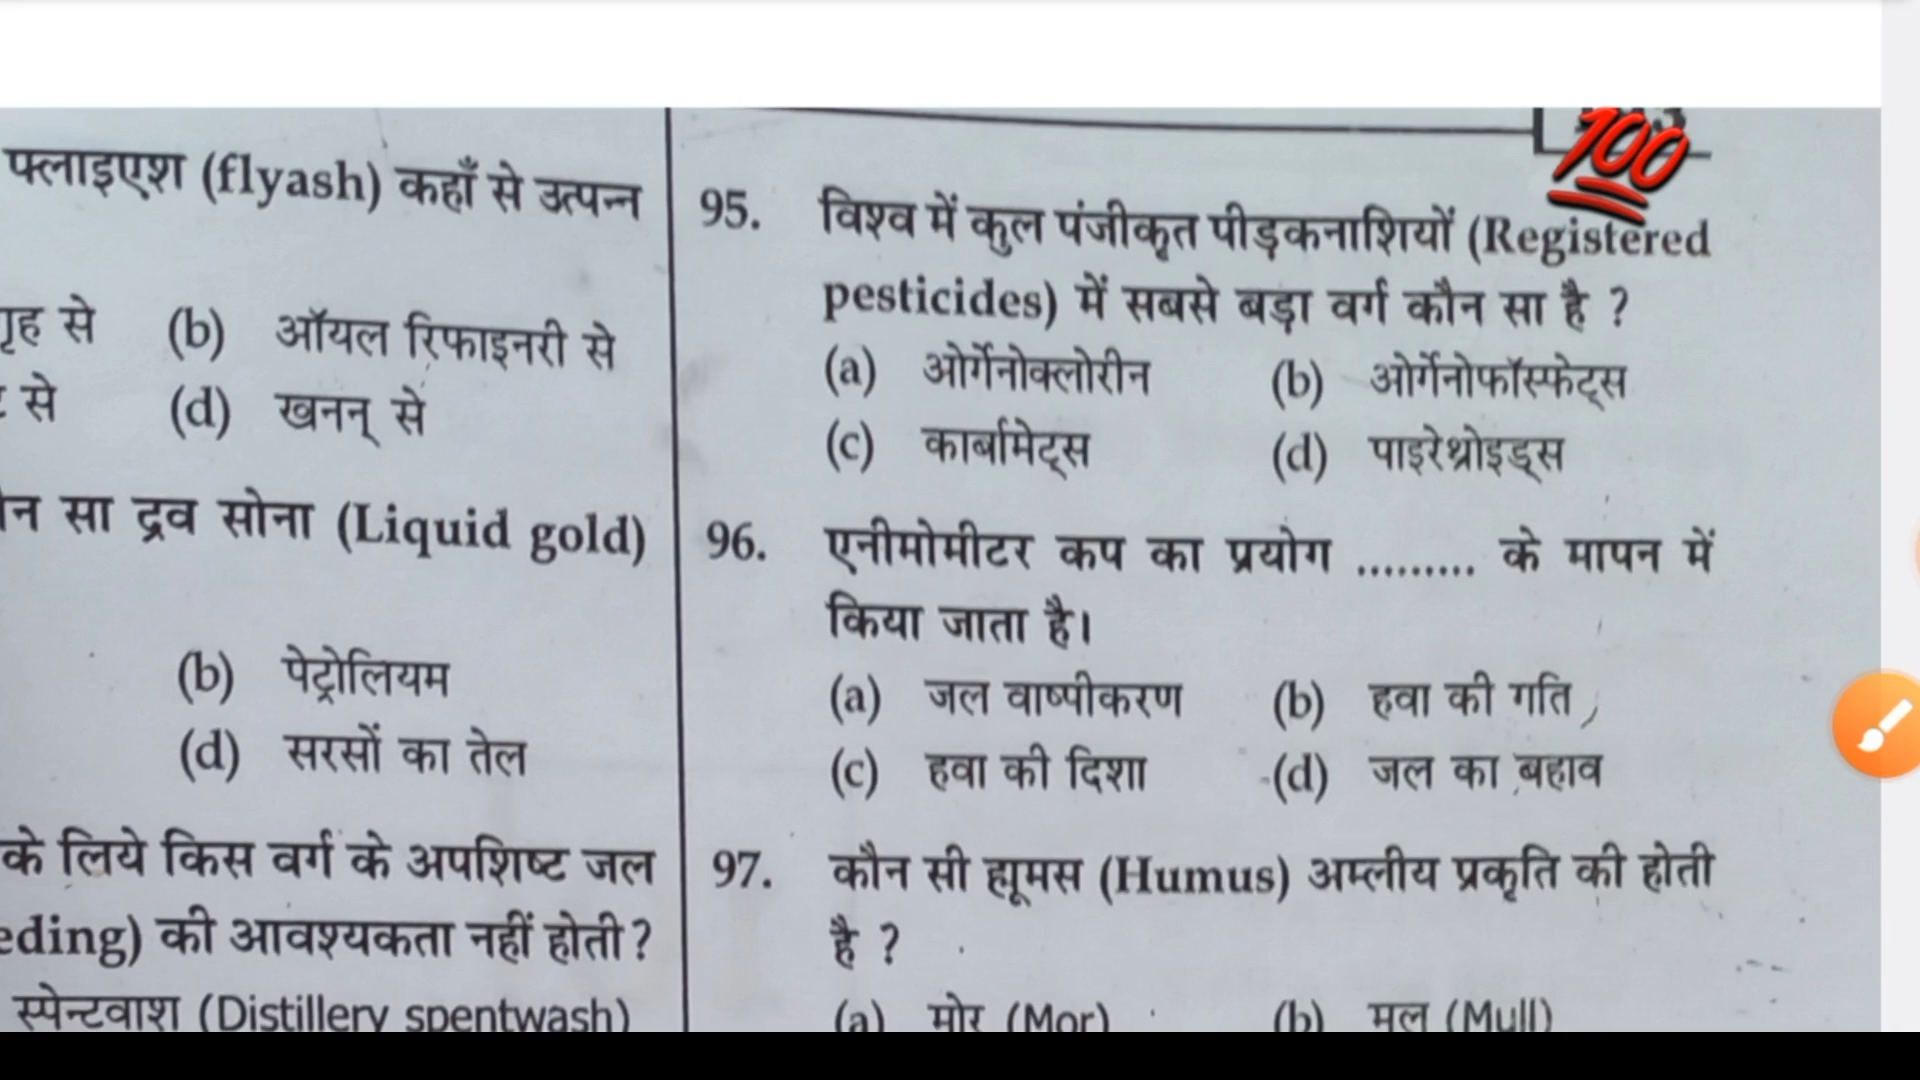 फ्लाइएश (flyash) कहाँ से उत्पन्न
गृह से (b) ऑयल रिफाइनरी से
से (d) खनन् से
सा द्रव सोना (Liquid gold)
(b) पेट्रोलियम
(d) सरसों का तेल
के लिये किस वर्ग के अपशिष्ट जल
eding) की आवश्यकता नहीं होती?
स्पेन्टवाश (Distillery spentwash)
100
95. विश्व में कुल पंजीकृत पीड़कनाशियों (Registered
pesticides) में सबसे बड़ा वर्ग कौन सा है ?
(a) ओर्गेनोक्लोरीन (b) ओर्गेनोफॉस्फेट्स
(c) कार्बामेट्स (d) पाइरेथ्रोइड्स
96. एनीमोमीटर कप का प्रयोग ......... के मापन में
किया जाता है।
(a) जल वाष्पीकरण (b) हवा की गति
(c) हवा की दिशा (d) जल का बहाव
97. कौन सी ह्यूमस (Humus) अम्लीय प्रकृति की होती
है ?
(a) मोर (Mor) (b) मल (Mull)